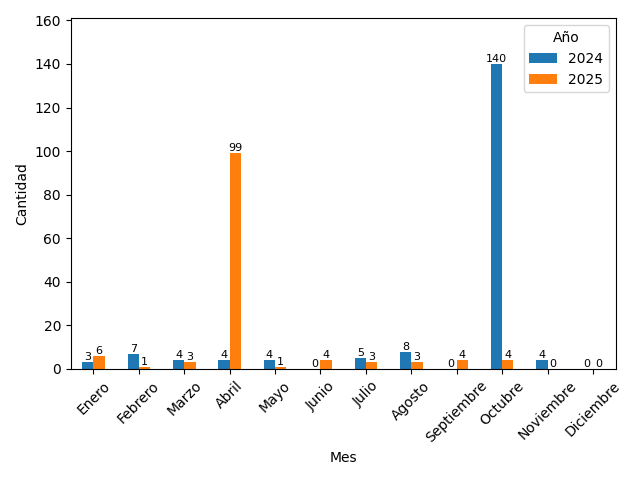 160
140
120
100
80
60
40
20
0
Cantidad
Año
2024
2025
3 6
7 1
4 3
4 99
4 1
0 4
5 3
8 3
0 4
140 4
4 0
0 0
Enero
Febrero
Marzo
Abril
Mayo
Junio
Julio
Agosto
Septiembre
Octubre
Noviembre
Diciembre
Mes